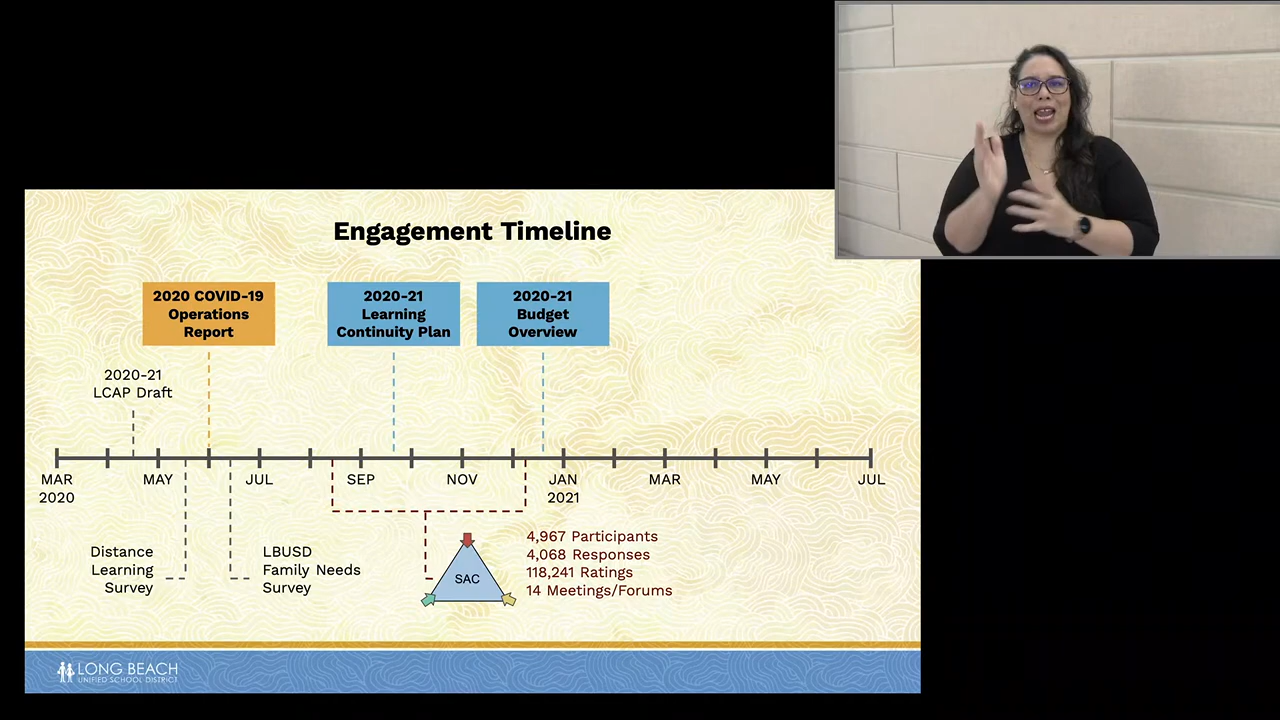 Engagement Timeline
2020 COVID-19
Operations
Report
2020-21
Learning
Continuity Plan
2020-21
Budget
Overview
2020-21
LCAP Draft
MAR
2020
MAY
JUL
SEP
NOV
JAN
2021
MAR
MAY
JUL
Distance
Learning
Survey
LBUSD
Family Needs
Survey
SAC
4,967 Participants
4,068 Responses
118,241 Ratings
14 Meetings/Forums
LONG BEACH
UNIFIED SCHOOL DISTRICT